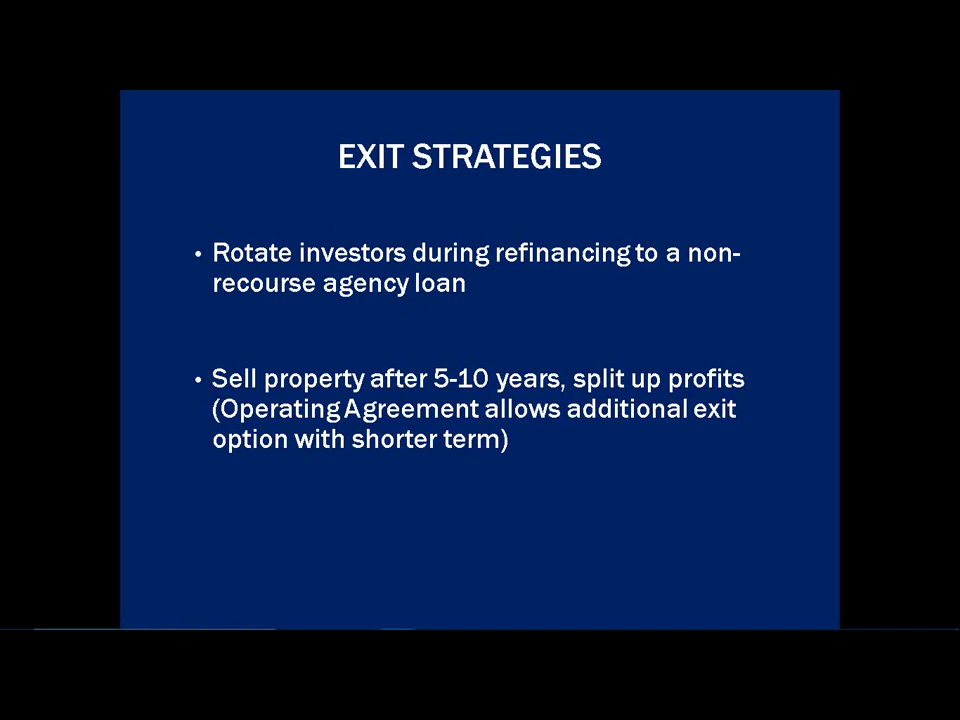 EXIT STRATEGIES
• Rotate investors during refinancing to a non-
recourse agency loan
• Sell property after 5-10 years, split up profits
(Operating Agreement allows additional exit
option with shorter term)